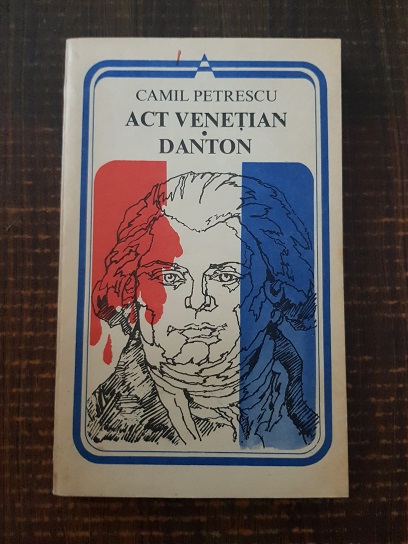 CAMIL PETRESCU
ACT VENEȚIAN
•
DANTON